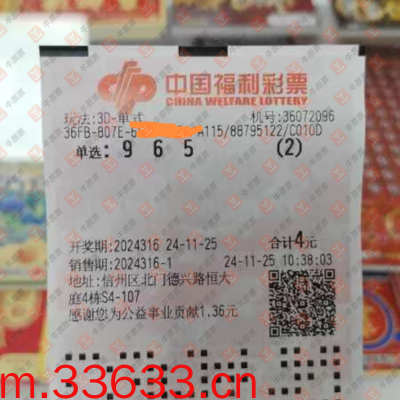 中国福利彩票
CHINA WELFARE LOTTERY
玩法:3D-单式 机号:36072096
36FB-807E-6 A115/88795122/C010D
单选: 9 6 5 (2)
开奖期:2024316 24-11-25 合计4元
销售期:2024316-1 24-11-25 10:38:03
地址:信州区北门德兴路恒大
庭4栋S4-107
感谢您为公益事业贡献1.36元
m.33633.cn